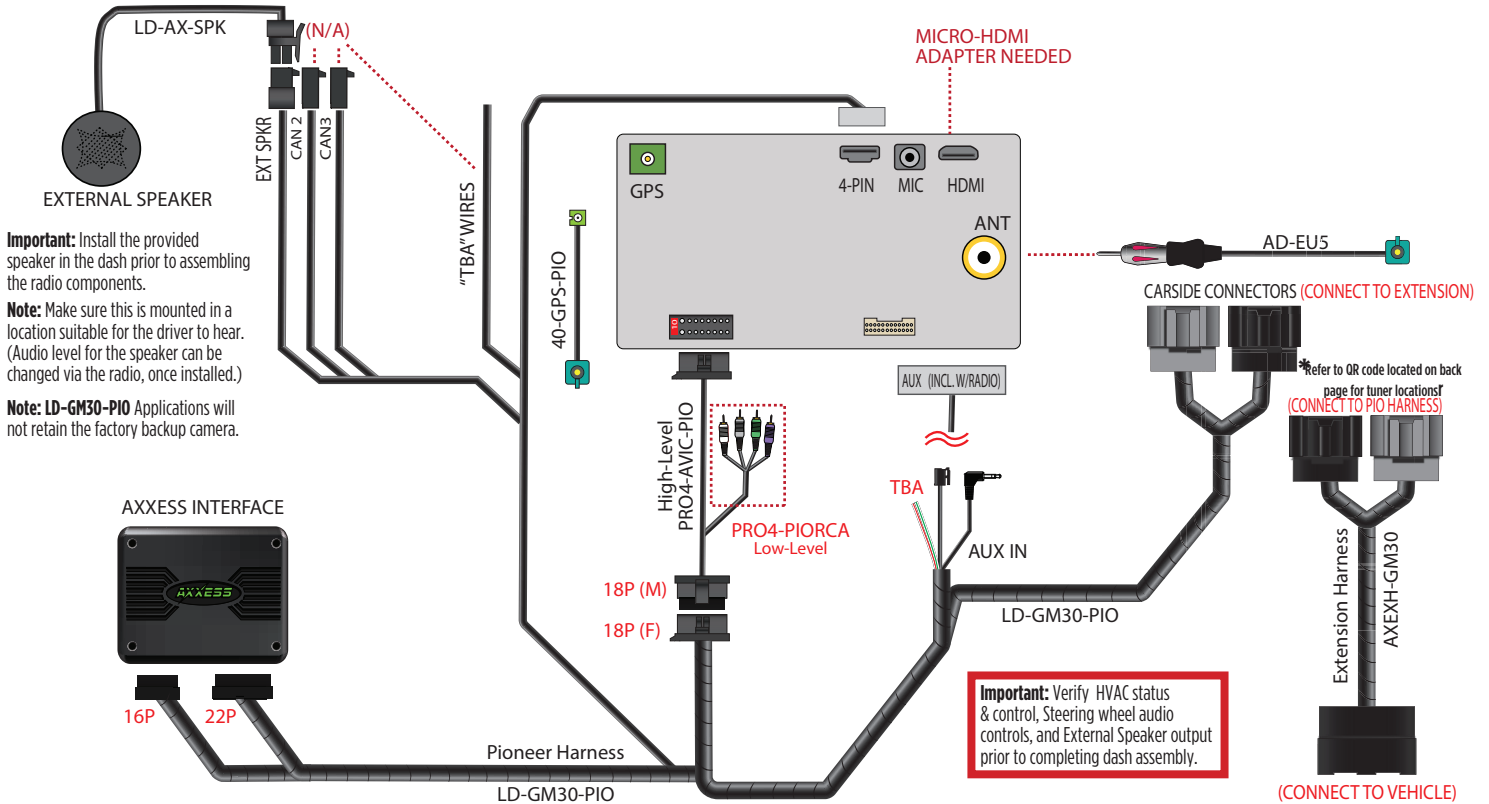 LD-AX-SPK
(N/A)
EXT SPKR
CAN 2
CAN3
EXTERNAL SPEAKER
Important: Install the provided
speaker in the dash prior to assembling
the radio components.
Note: Make sure this is mounted in a
location suitable for the driver to hear.
(Audio level for the speaker can be
changed via the radio, once installed.)
Note: LD-GM30-PIO Applications will
not retain the factory backup camera.
"TBA" WIRES
40-GPS-PIO
MICRO-HDMI
ADAPTER NEEDED
GPS
4-PIN
MIC
HDMI
ANT
10
AD-EU5
CARSIDE CONNECTORS (CONNECT TO EXTENSION)
*Refer to QR code located on back
page for tuner locations!
(CONNECT TO PIO HARNESS)
AUX (INCL. W/RADIO)
High-Level
PRO4-AVIC-PIO
PRO4-PIORCA
Low-Level
TBA
AUX IN
18P (M)
18P (F)
LD-GM30-PIO
Extension Harness
AXEXH-GM30
AXXESS INTERFACE
AXXESS
16P
22P
Pioneer Harness
LD-GM30-PIO
Important: Verify HVAC status
& control, Steering wheel audio
controls, and External Speaker output
prior to completing dash assembly.
(CONNECT TO VEHICLE)